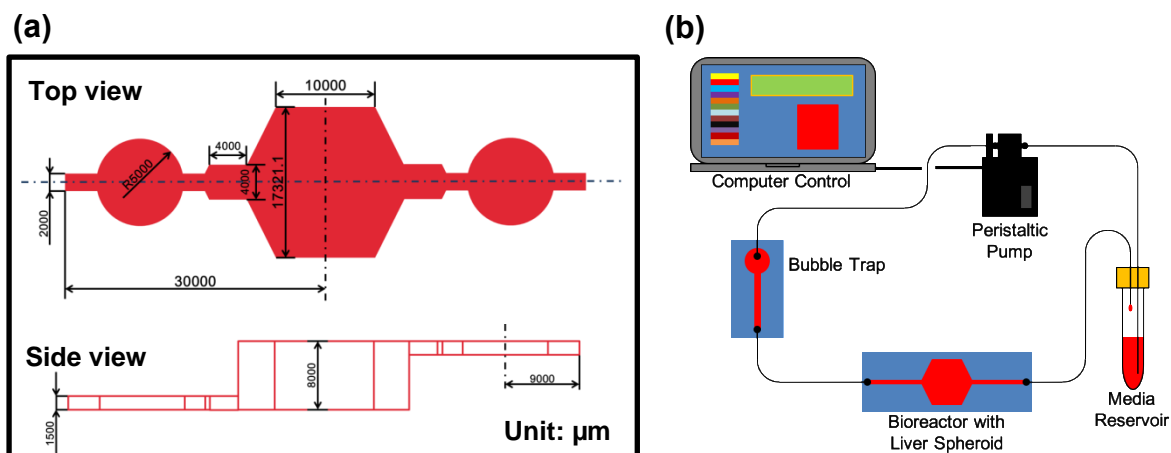 (a)
(b)
Top view
10000
4000
R5000
4000
17321.1
2000
30000
Side view
8000
9000
1500
Unit: µm
Computer Control
Peristaltic
Pump
Bubble Trap
Bioreactor with
Liver Spheroid
Media
Reservoir